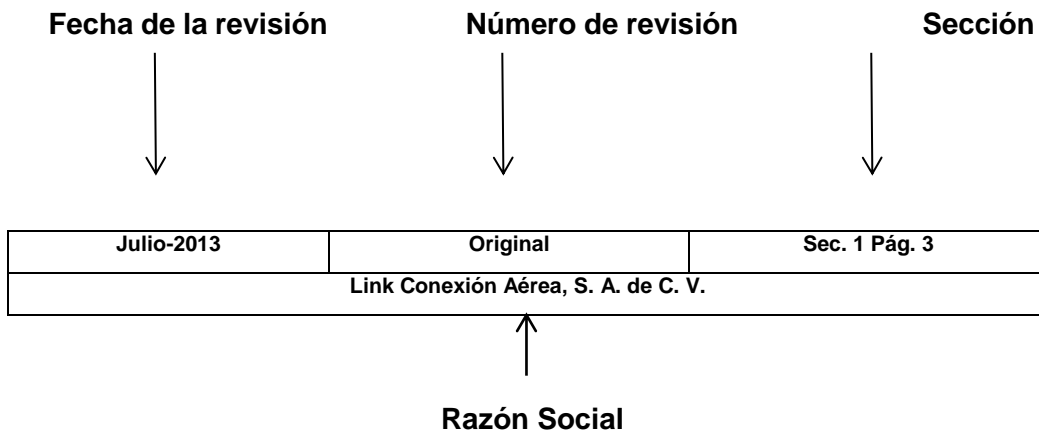 Fecha de la revisión Número de revisión Sección
Julio-2013 Original Sec. 1 Pág. 3
Link Conexión Aérea, S. A. de C. V.
Razón Social